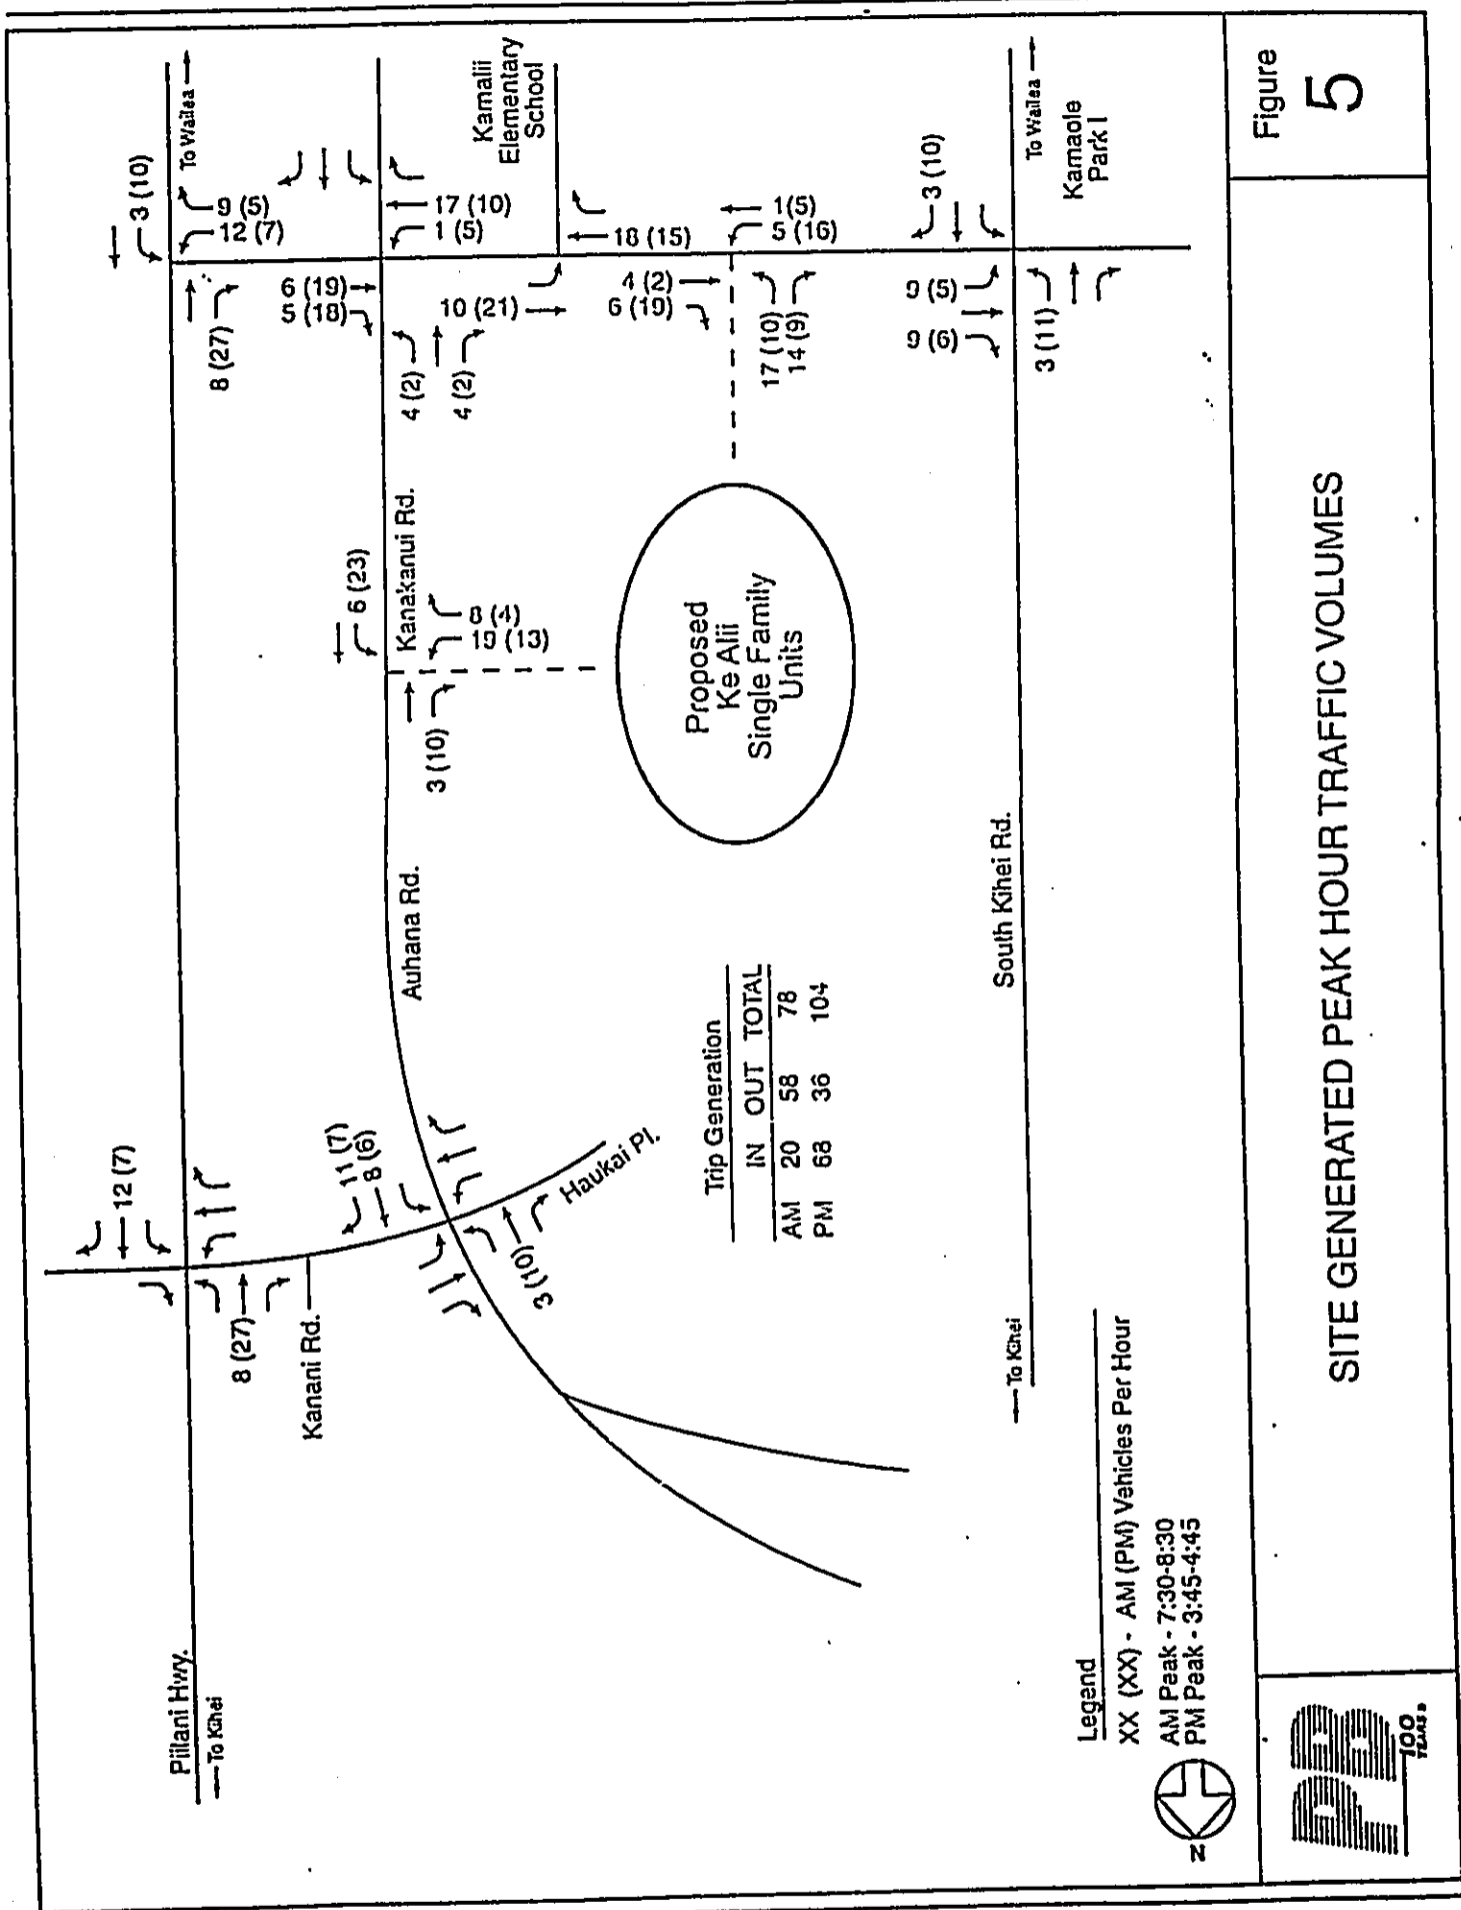 Piilani Hwy.
To Kihei
12 (7)
8 (27)
Kanani Rd.
11 (7)
8 (6)
3 (10)
Haukai Pl.
Auhana Rd.
6 (23)
Kanakanui Rd.
3 (10)
8 (4)
19 (13)
3 (10)
To Wailea
9 (5)
12 (7)
8 (27)
6 (19)
5 (18)
17 (10)
1 (5)
4 (2)
4 (2)
10 (21)
Kamalii
Elementary
School
18 (15)
4 (2)
6 (19)
1(5)
5 (16)
17 (10)
14 (9)
Proposed
Ke Alii
Single Family
Units
3 (10)
9 (5)
9 (6)
3 (11)
To Wailea
Kamaole
Park I
South Kihei Rd.
To Kihei
Trip Generation
IN OUT TOTAL
AM 20 58 78
PM 68 36 104
Legend
XX (XX) - AM (PM) Vehicles Per Hour
AM Peak - 7:30-8:30
PM Peak - 3:45-4:45
N
PB
100
YEARS
SITE GENERATED PEAK HOUR TRAFFIC VOLUMES
Figure
5